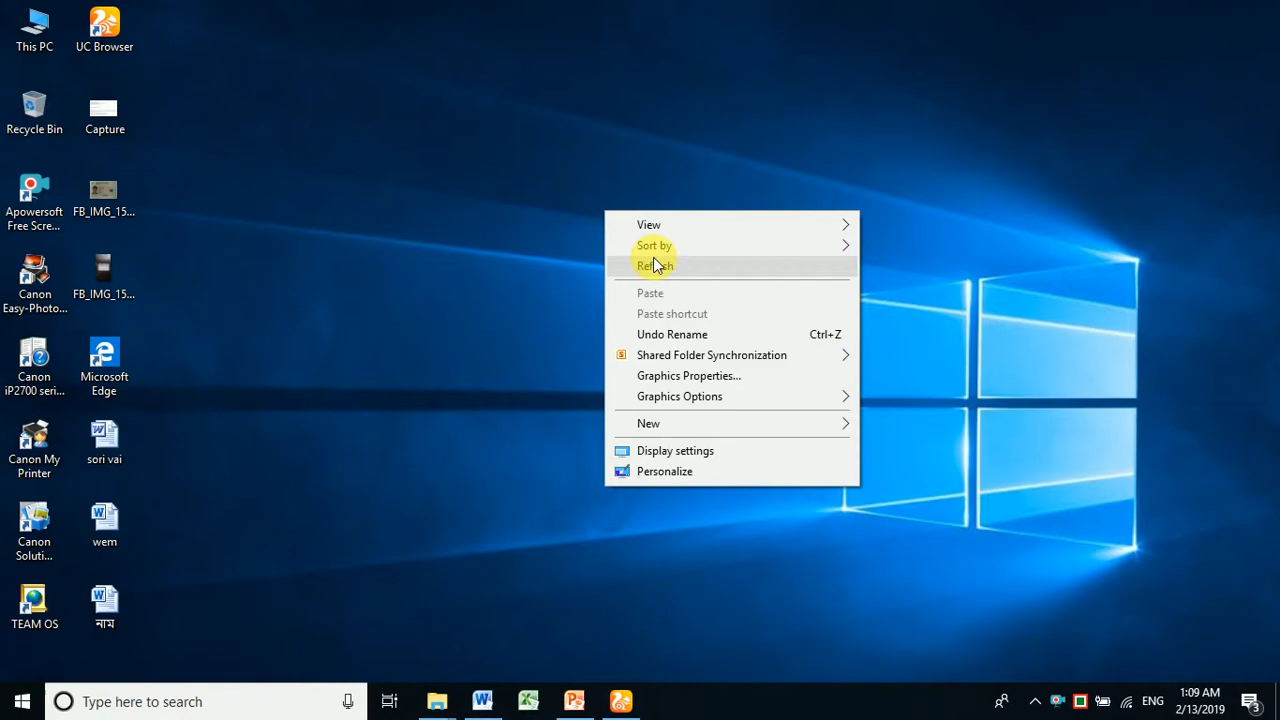 This PC
UC Browser
Recycle Bin
Capture
Apowersoft
Free Scre...
FB_IMG_15...
Canon
Easy-Photo...
FB_IMG_15...
Canon
iP2700 seri...
Microsoft
Edge
Canon My
Printer
sori vai
Canon
Soluti...
wem
TEAM OS
নাম
View
Sort by
Refresh
Paste
Paste shortcut
Undo Rename Ctrl+Z
Shared Folder Synchronization
Graphics Properties...
Graphics Options
New
Display settings
Personalize
Type here to search
ENG
1:09 AM
2/13/2019
3